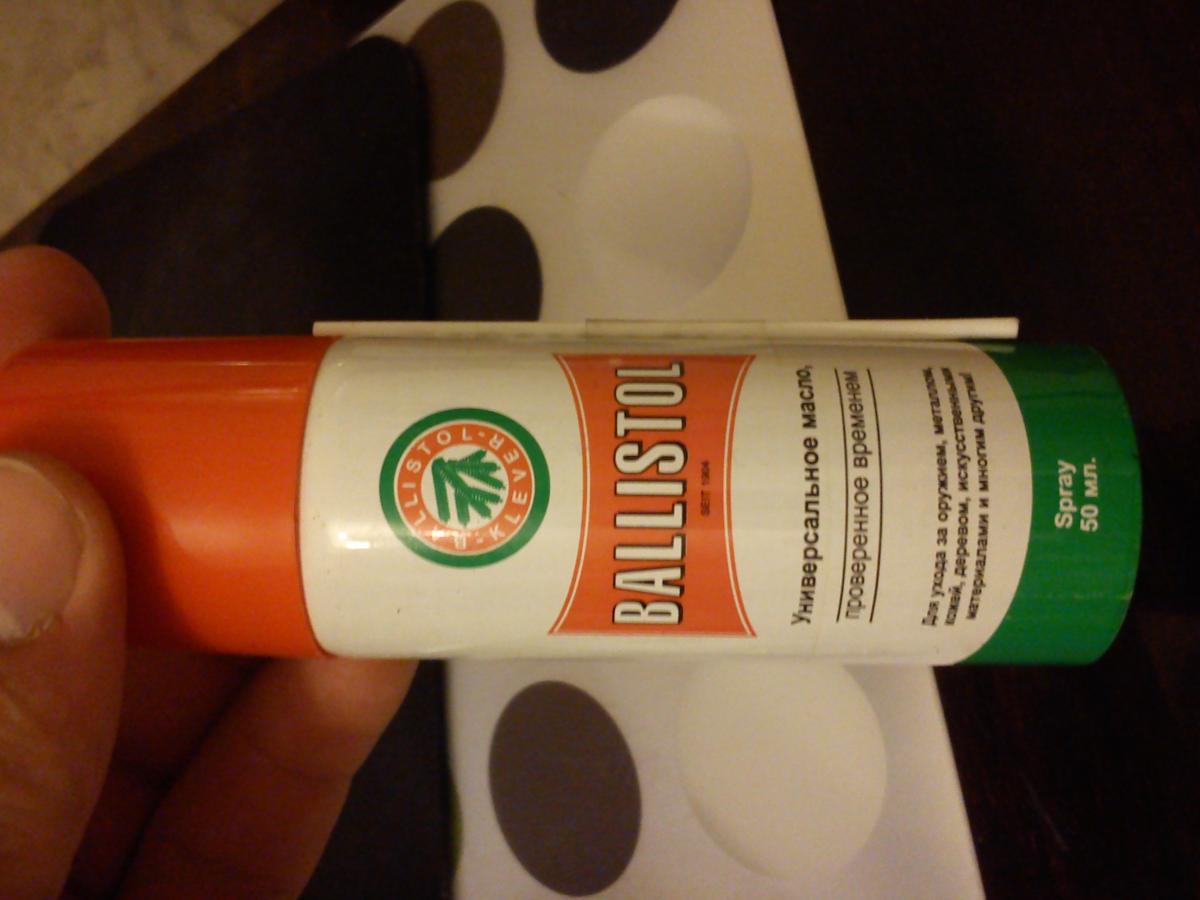 BALLISTOL-KLEVER
BALLISTOL®
SEIT 1904
Универсальное масло,
проверенное временем
Для ухода за оружием, металлом,
кожей, деревом, искусственными
материалами и многим другим!
Spray
50 мл.